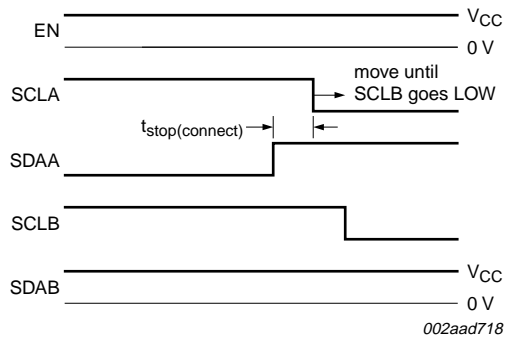 EN
VCC
0 V
SCLA
move until
SCLB goes LOW
tstop(connect)
SDAA
SCLB
SDAB
VCC
0 V
002aad718